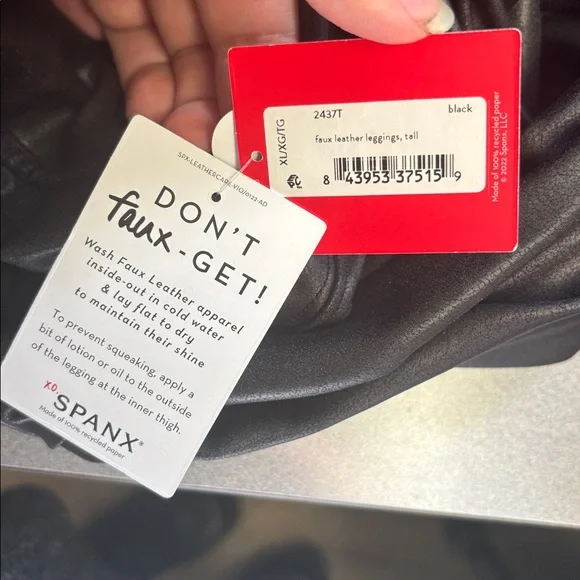 SPX-LEATHERCARE-V10/0122-AD
DON'T
faux-GET!
Wash Faux Leather apparel
inside-out in cold water
& lay flat to dry
to maintain their shine
To prevent squeaking, apply a
bit of lotion or oil to the outside
of the legging at the inner thigh.
XO
SPANX®
Made of 100% recycled paper
XL/XG/TG
2437T black
faux leather leggings, tall
8 43953 37515 9
Made of 100% recycled paper
© 2022 Spanx, LLC